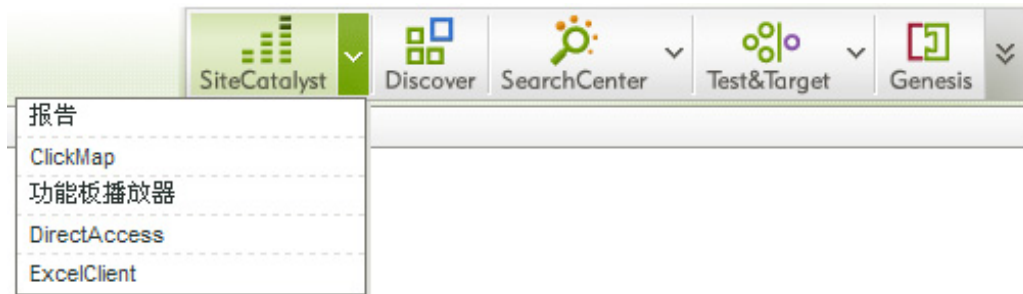 SiteCatalyst Discover SearchCenter Test&Target Genesis
报告
ClickMap
功能板播放器
DirectAccess
ExcelClient